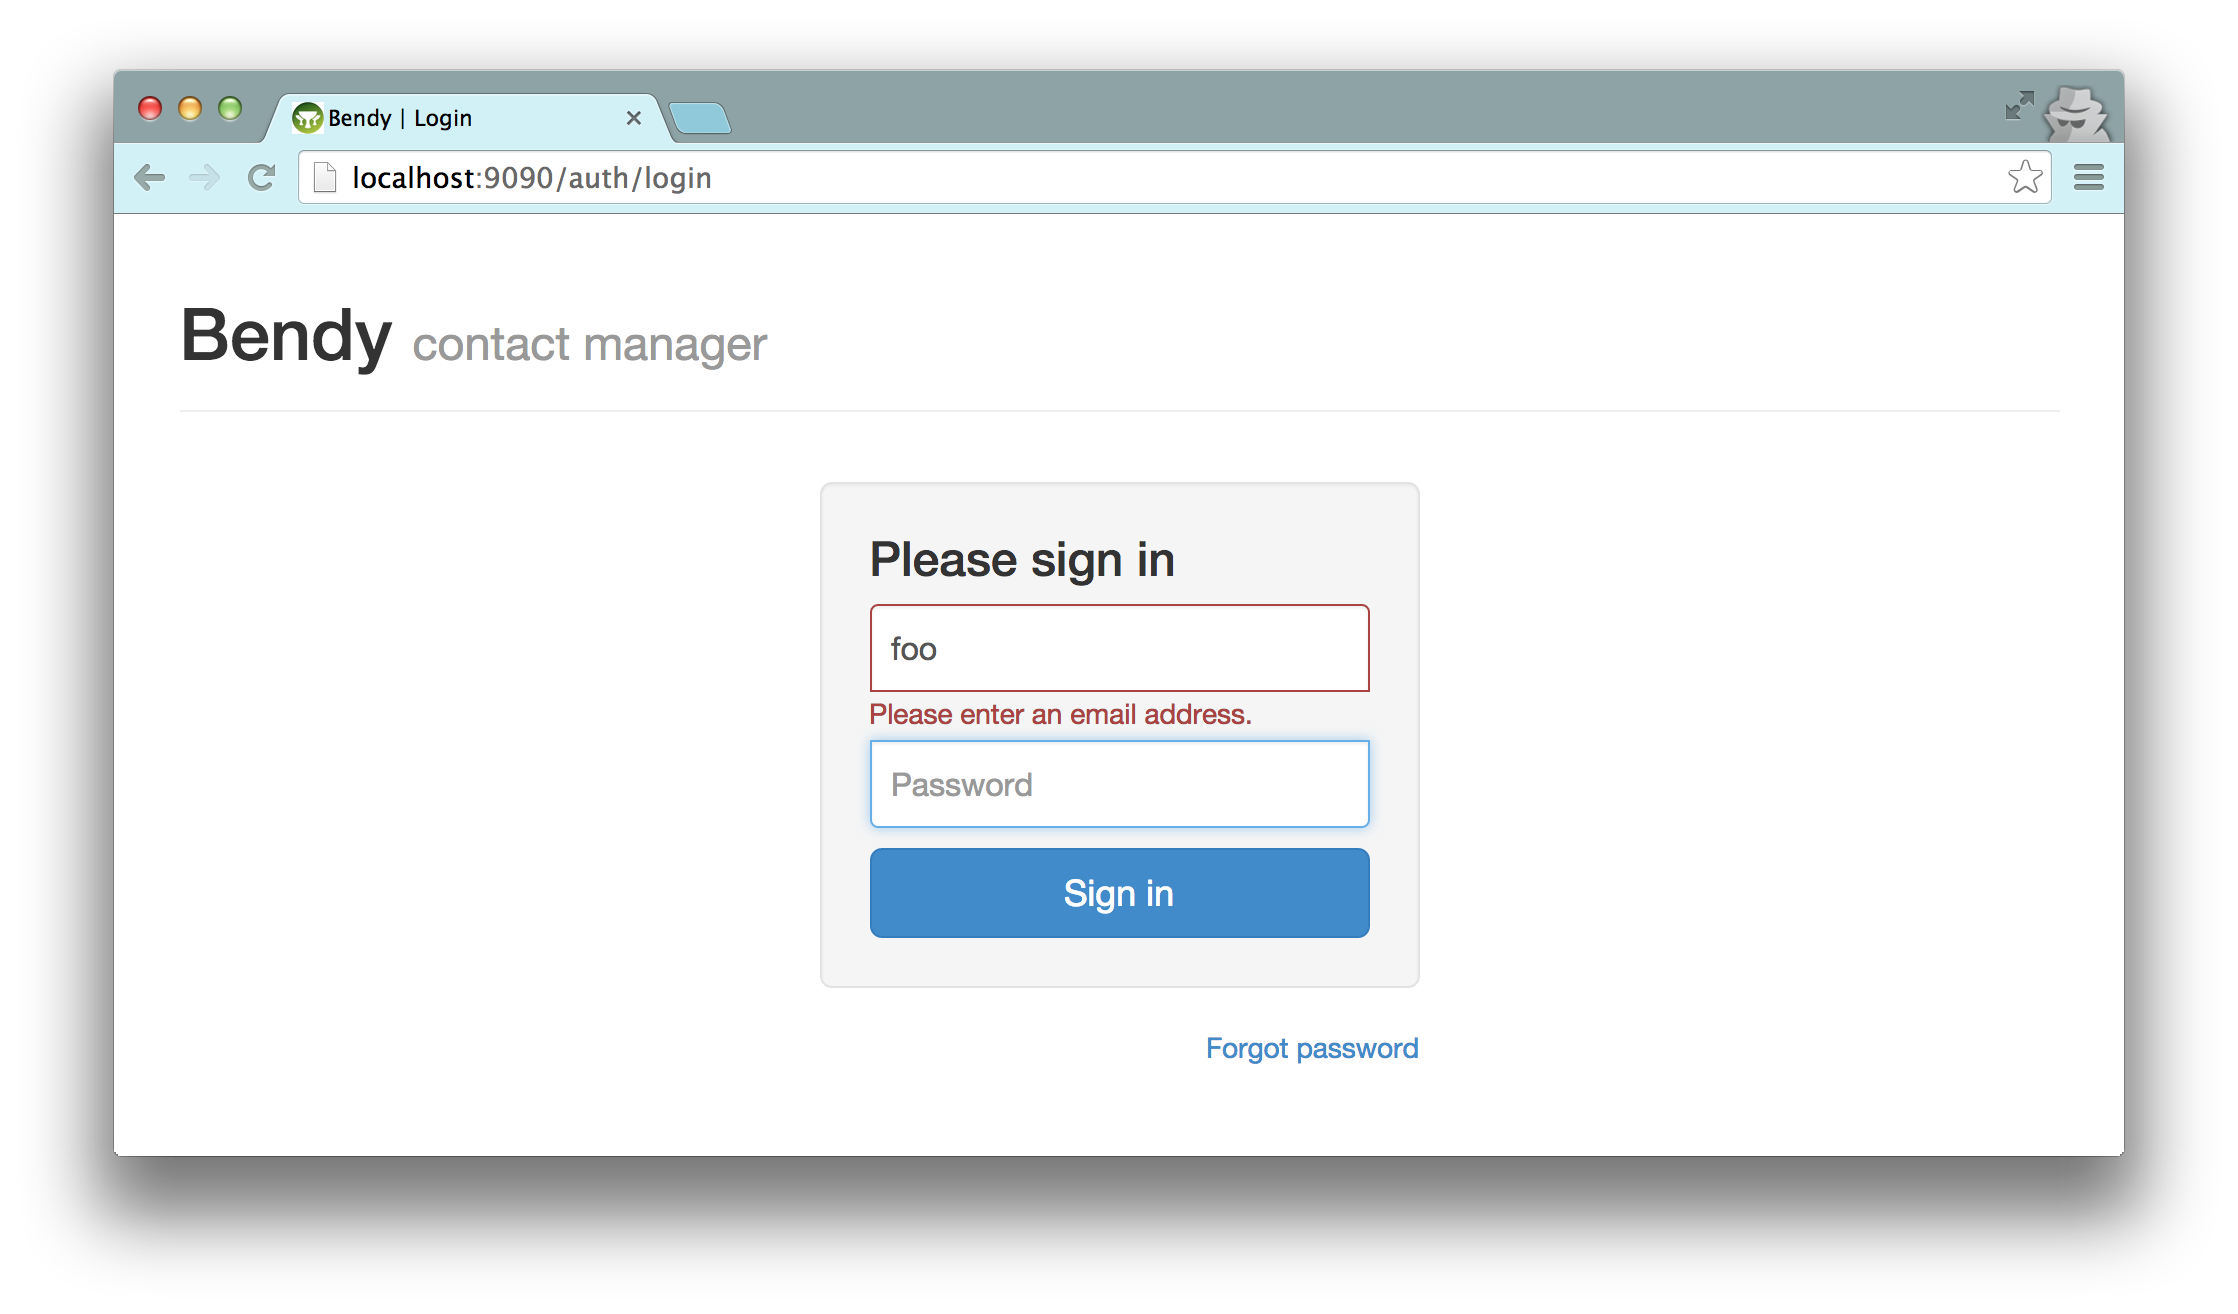 Bendy | Login
localhost:9090/auth/login
Bendy contact manager
Please sign in
foo
Please enter an email address.
Password
Sign in
Forgot password